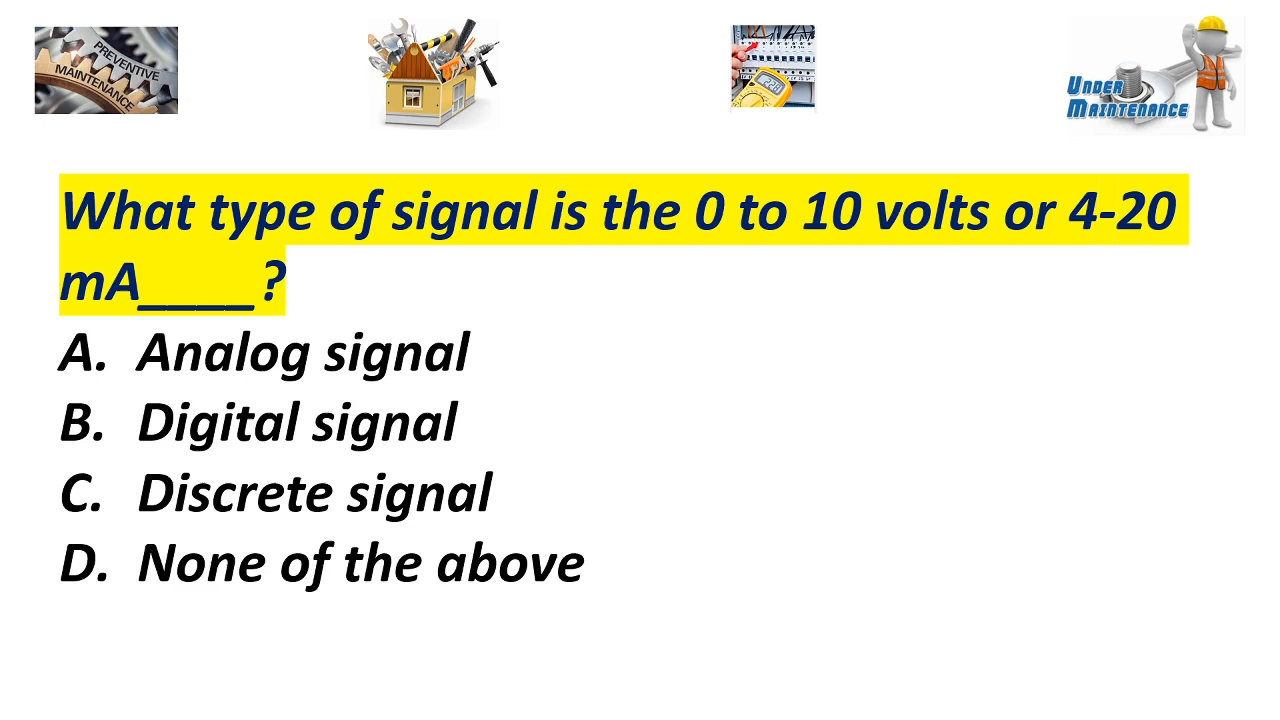 PREVENTIVE
MAINTENANCE
UNDER
MAINTENANCE
What type of signal is the 0 to 10 volts or 4-20
mA____?
A. Analog signal
B. Digital signal
C. Discrete signal
D. None of the above